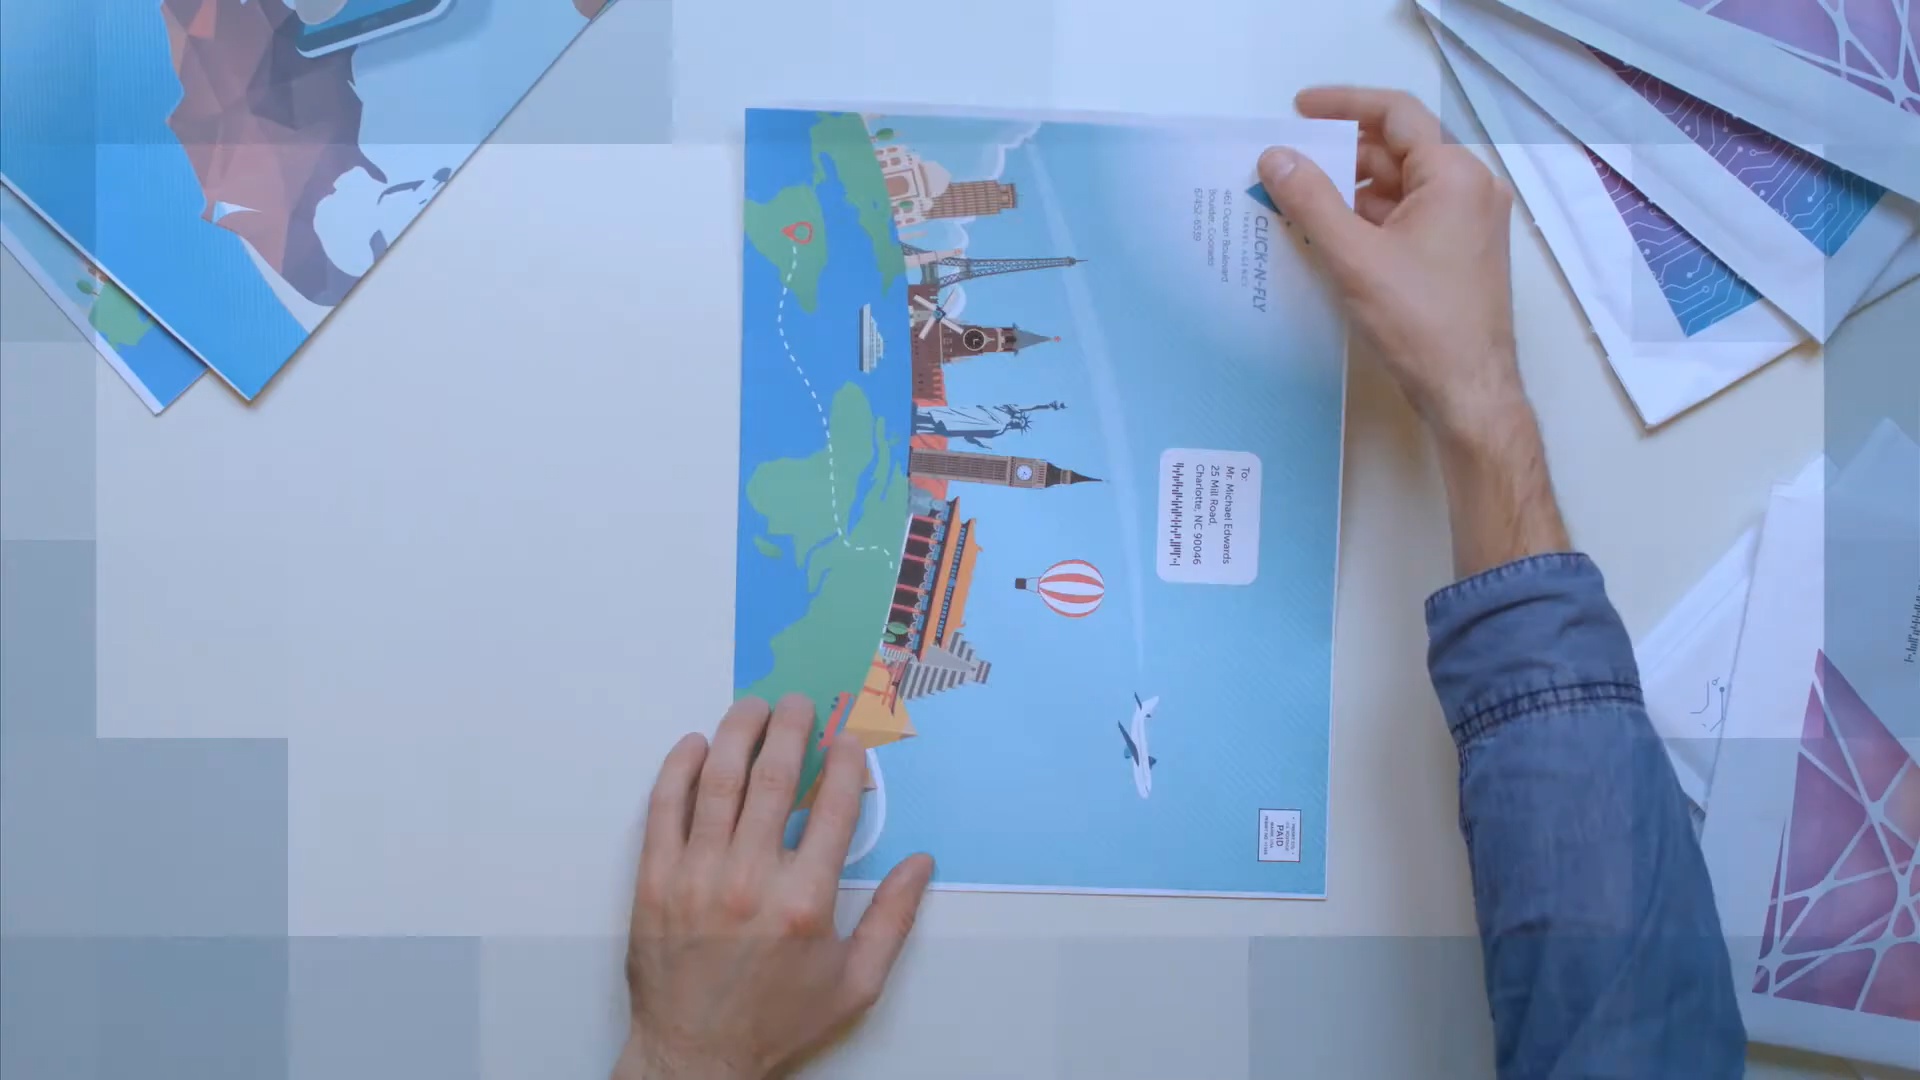 CLICK-N-FLY
TRAVEL AGENCY
461 Ocean Boulevard
Boulder, Coorado
67452-6539
To:
Mr. Michael Edwards
25 Mill Road,
Charlotte, NC 90046
PAID